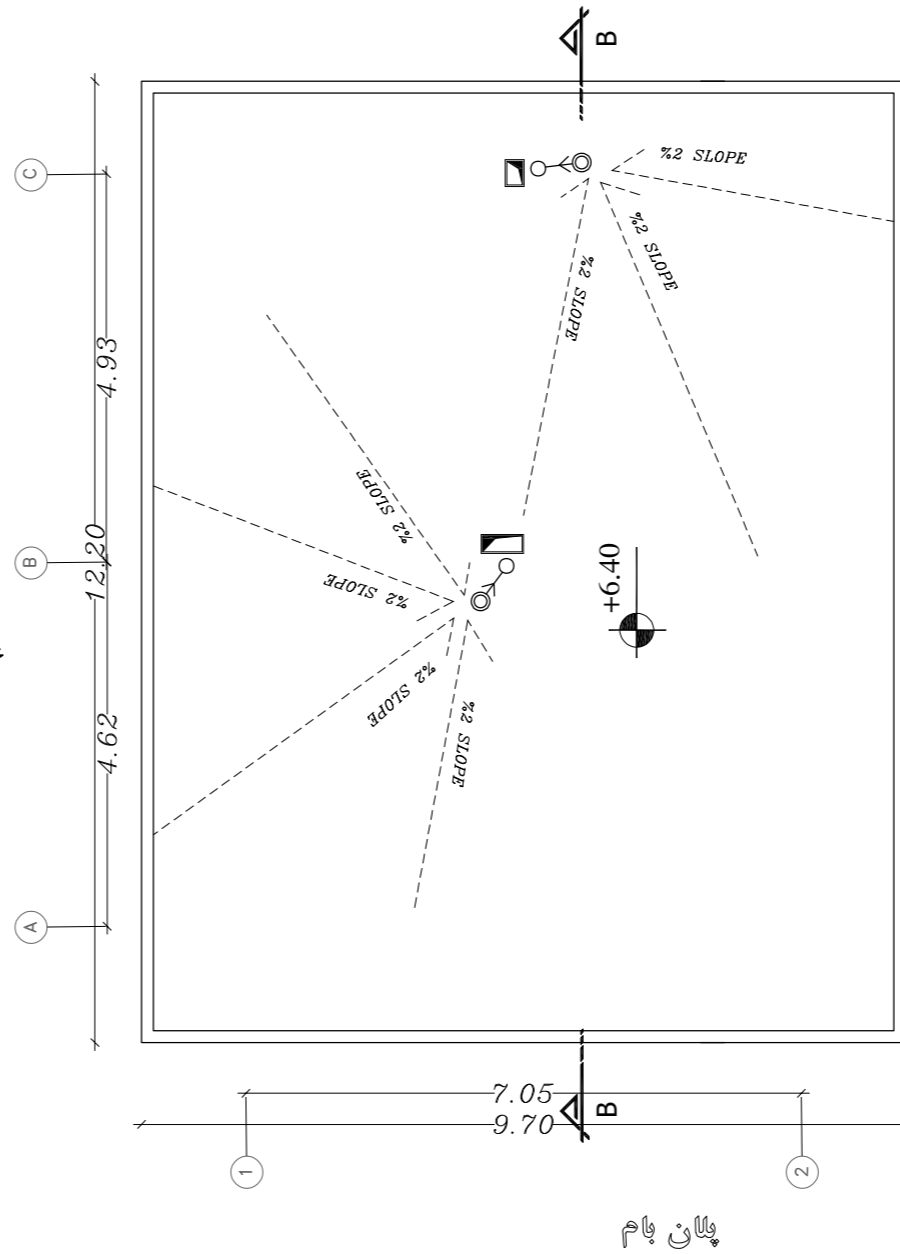 C
B
A
12.20
4.93
4.62
B
%2 SLOPE
%2 SLOPE
%2 SLOPE
%2 SLOPE
%2 SLOPE
%2 SLOPE
%2 SLOPE
+6.40
7.05
9.70
B
1
2
پلان بام